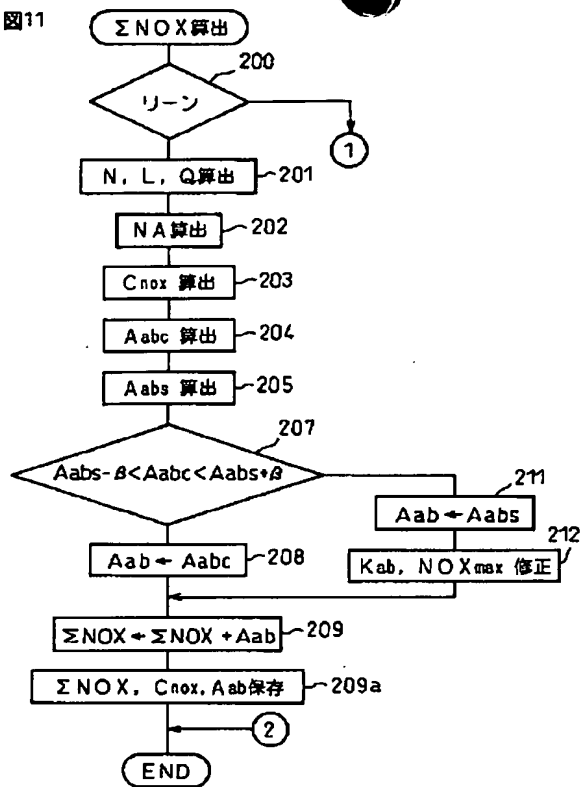 図11
ΣNOX算出
200
リーン
1
N, L, Q算出
201
NA算出
202
Cnox 算出
203
Aabc 算出
204
Aabs 算出
205
207
Aabs-β<Aabc<Aabs+β
211
Aab←Aabs
212
Aab←Aabc
208
Kab, NOXmax 修正
ΣNOX←ΣNOX+Aab
209
ΣNOX, Cnox, Aab保存
209a
2
END